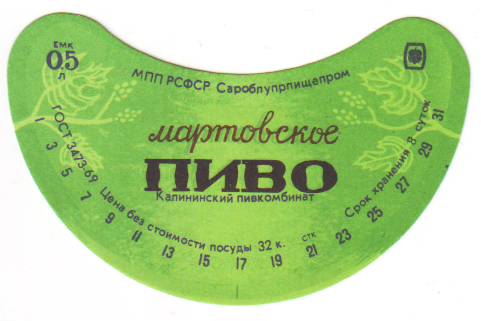 Емк
0,5
л
МПП РСФСР Сароблупрпищепром
мартовское
ПИВО
Калининский пивкомбинат
ГОСТ 3473-69
Цена без стоимости посуды 32 к.
Срок хранения 8 суток
1 3 5 7 9 11 13 15 17 19 стк 21 23 25 27 29 31